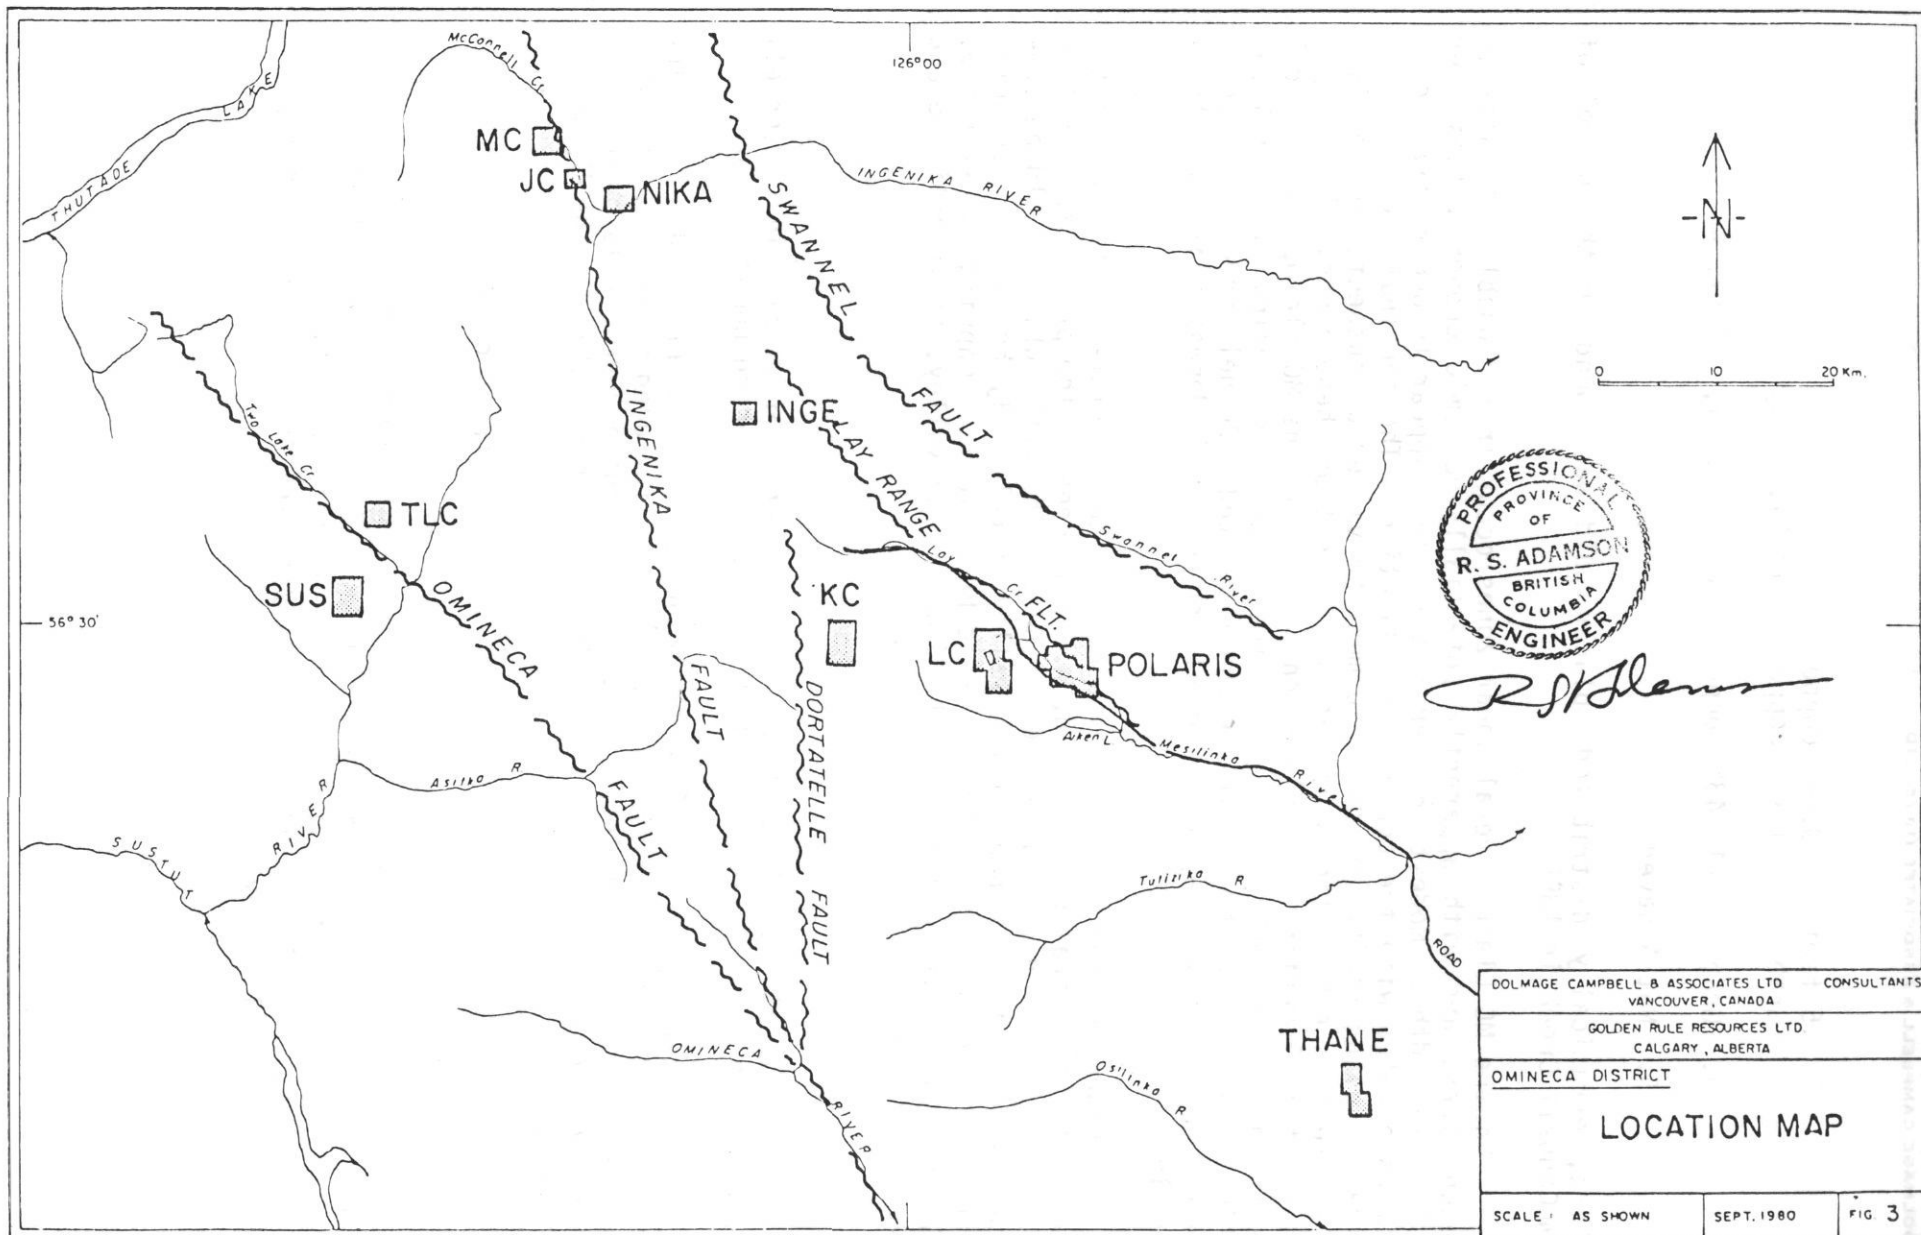 McConnell Cr.
126°00
THUTADE LAKE
MC
JC
NIKA
INGENIKA RIVER
SWANNEL FAULT
N
0 10 20 Km.
INGENIKA FAULT
INGE
LAY RANGE FLT.
Two Lake Cr
TLC
SUS
OMINECA FAULT
56° 30'
KC
Lay Cr
Swannel River
LC
POLARIS
DORTATELLE FAULT
Aiken L.
Mesilinka River
Asitka R
SUSTUT RIVER
Tutizika R
ROAD
OMINECA RIVER
Osilinka R
THANE
PROFESSIONAL
PROVINCE
OF
R. S. ADAMSON
BRITISH
COLUMBIA
ENGINEER
DOLMAGE CAMPBELL & ASSOCIATES LTD CONSULTANTS
VANCOUVER, CANADA
GOLDEN RULE RESOURCES LTD.
CALGARY, ALBERTA
OMINECA DISTRICT
LOCATION MAP
SCALE : AS SHOWN
SEPT. 1980
FIG. 3